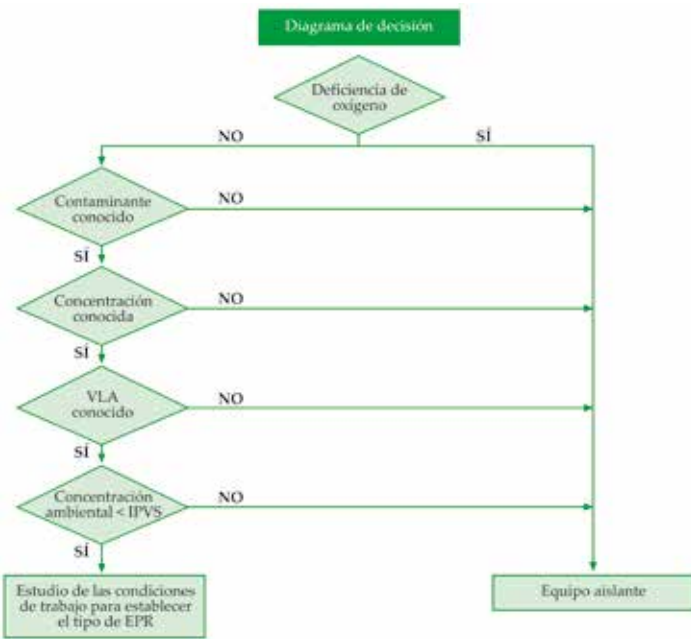 Diagrama de decisión
Deficiencia de
oxígeno
NO
SÍ
Contaminante
conocido
NO
SÍ
Concentración
conocida
NO
SÍ
VLA
conocido
NO
SÍ
Concentración
ambiental < IPVS
NO
SÍ
Estudio de las condiciones
de trabajo para establecer
el tipo de EPR
Equipo aislante